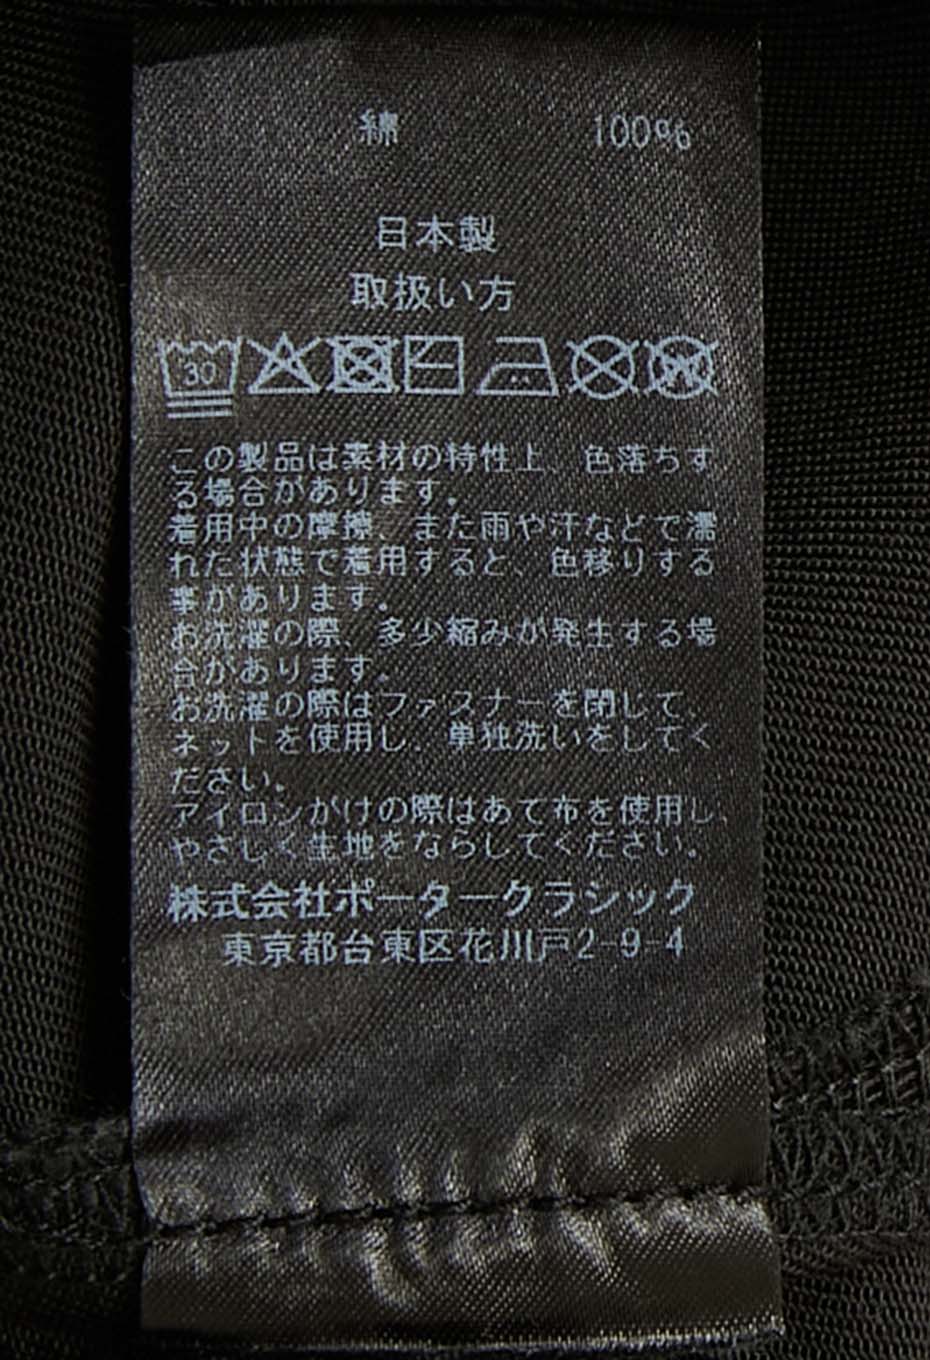 綿 100%
日本製
取扱い方
30
この製品は素材の特性上、色落ちす
る場合があります。
着用中の摩擦、また雨や汗などで濡
れた状態で着用すると、色移りする
事があります。
お洗濯の際、多少縮みが発生する場
合があります。
お洗濯の際はファスナーを閉じて、
ネットを使用し、単独洗いをしてく
ださい。
アイロンがけの際はあて布を使用し、
やさしく生地をならしてください。
株式会社ポータークラシック
東京都台東区花川戸2-9-4